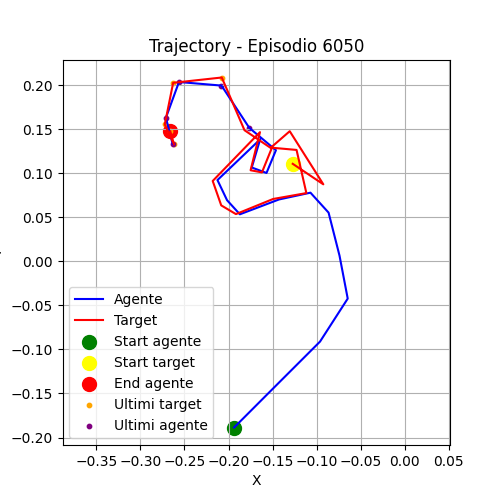 Trajectory - Episodio 6050
0.20
0.15
0.10
0.05
0.00
−0.05
−0.10
−0.15
−0.20
Agente
Target
Start agente
Start target
End agente
Ultimi target
Ultimi agente
−0.35 −0.30 −0.25 −0.20 −0.15 −0.10 −0.05 0.00 0.05
X